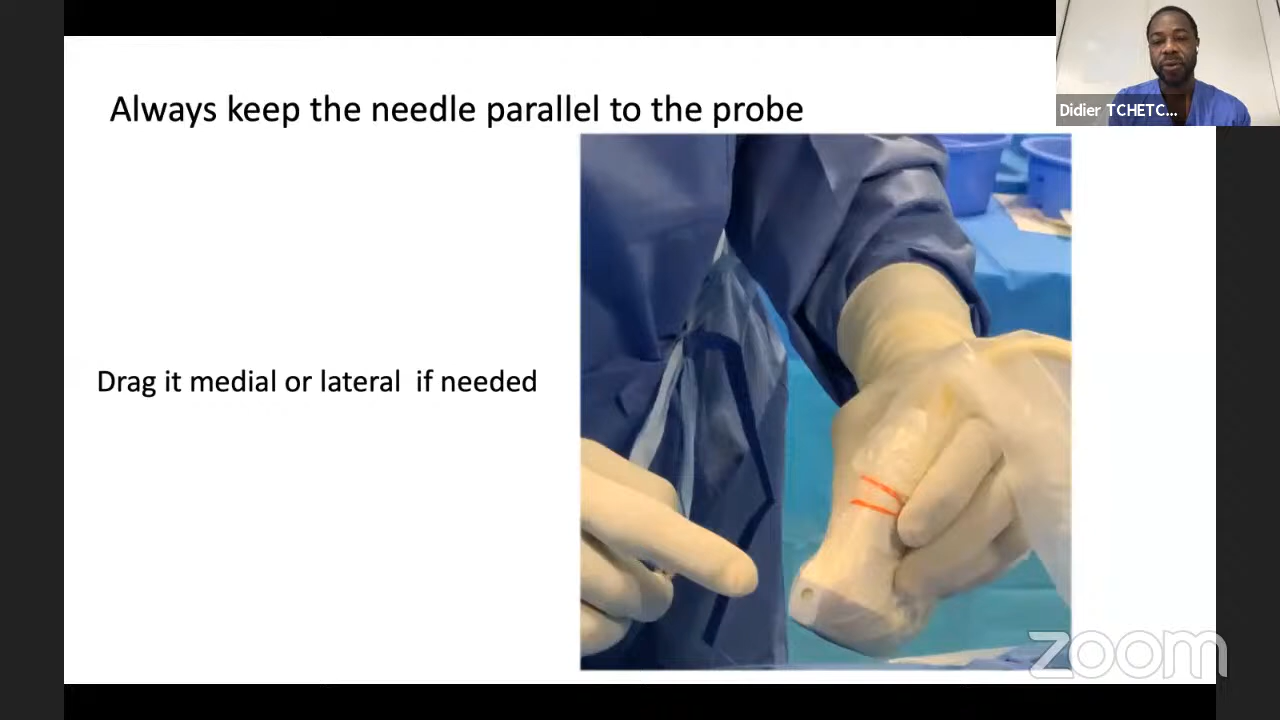 Always keep the needle parallel to the probe
Didier TCHETC...
Drag it medial or lateral if needed
zoom